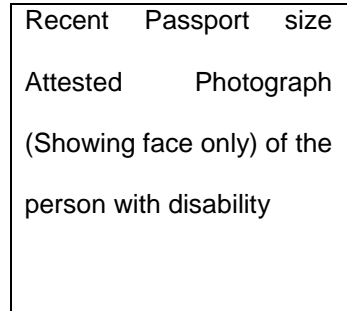 Recent Passport size
Attested Photograph
(Showing face only) of the
person with disability